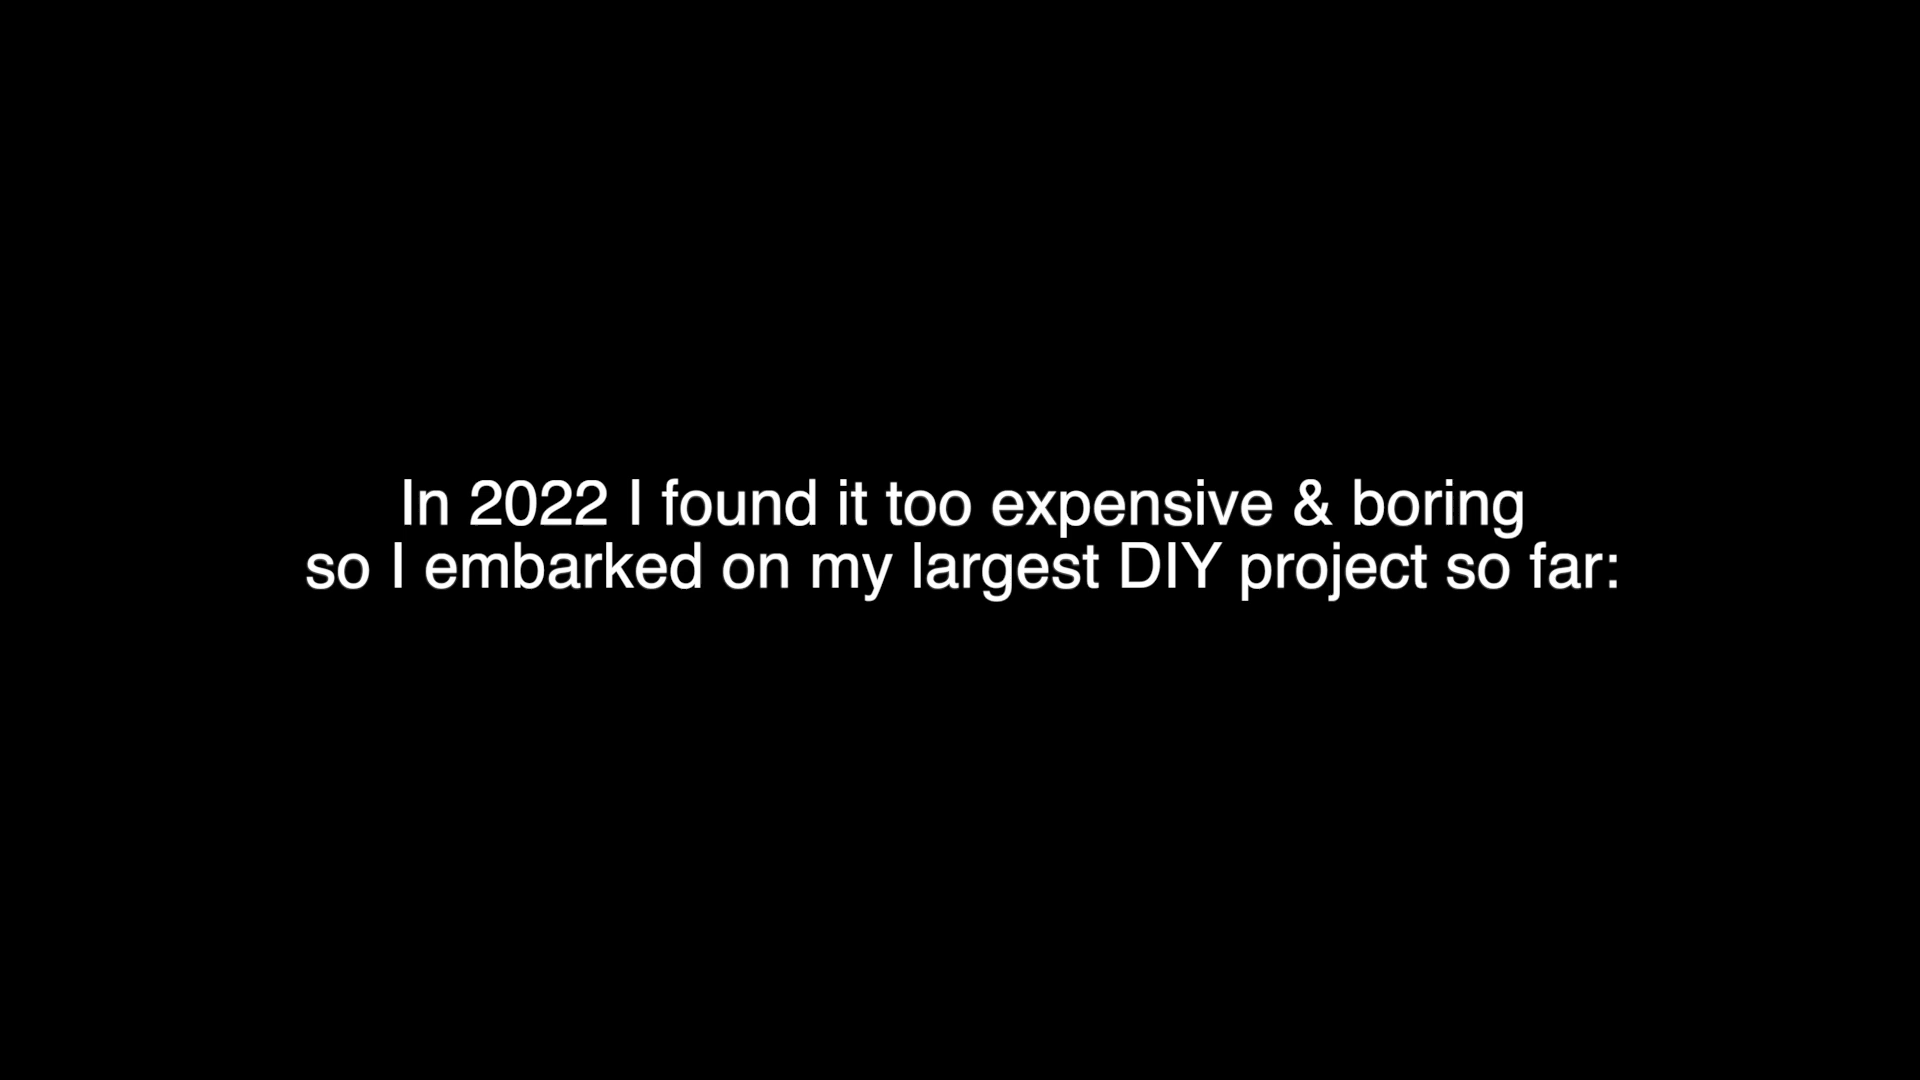 In 2022 I found it too expensive & boring
so I embarked on my largest DIY project so far: